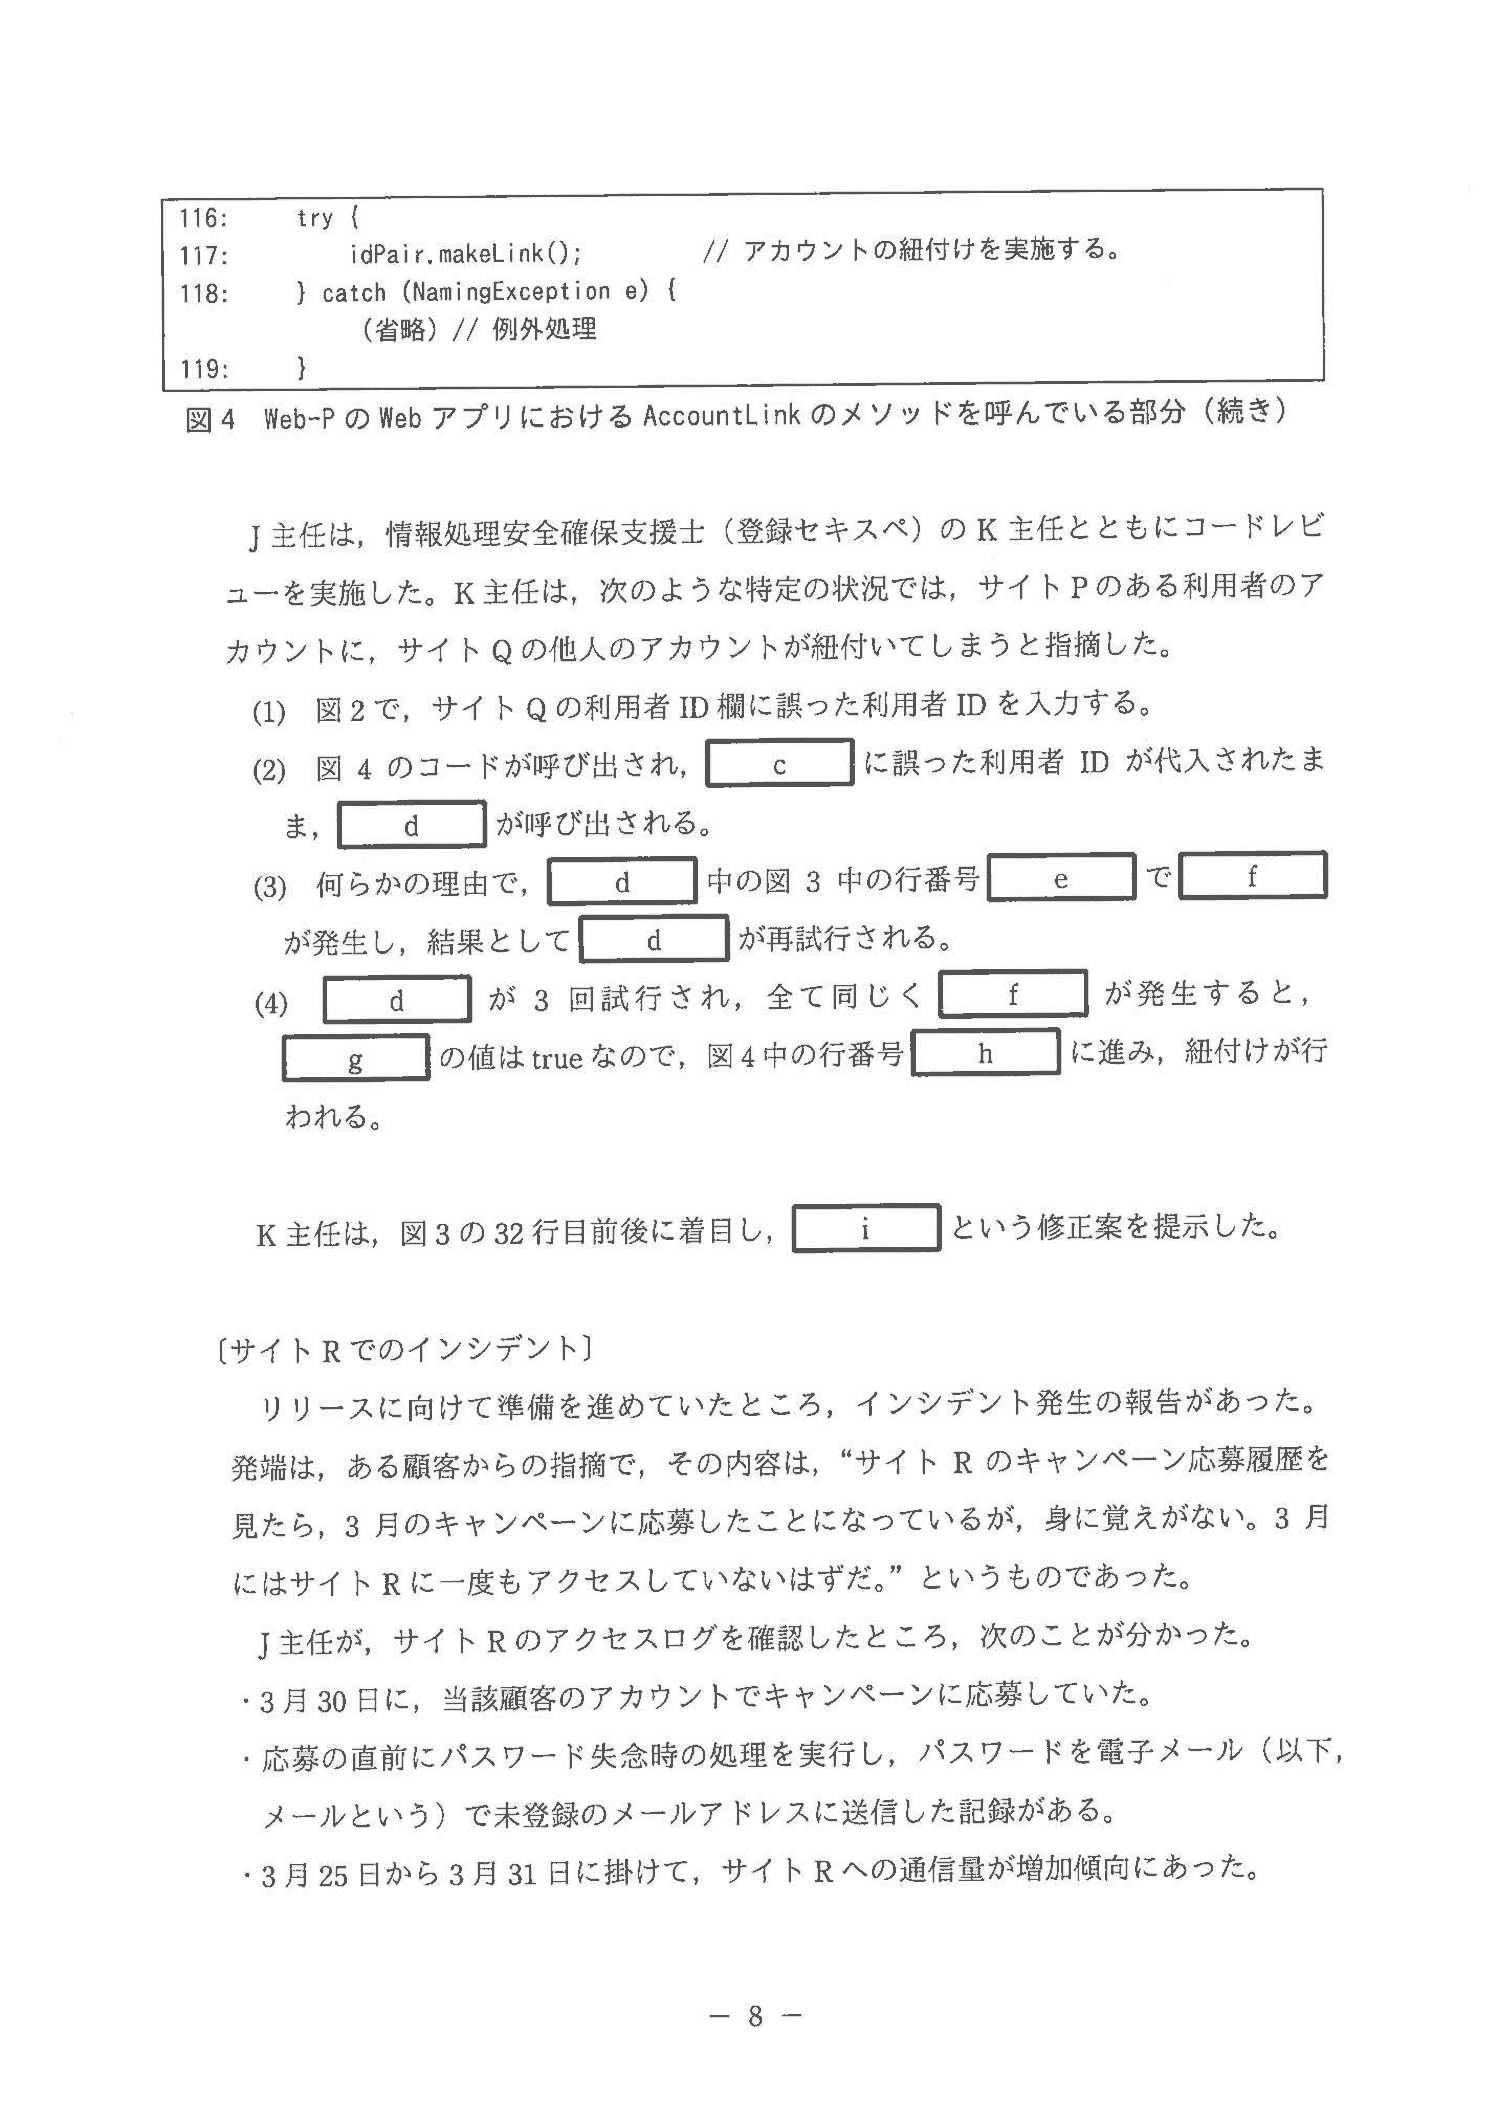 116: try {
117: idPair.makeLink(); // アカウントの紐付けを実施する。
118: } catch (NamingException e) {
（省略）// 例外処理
119: }
図4 Web-P の Web アプリにおける AccountLink のメソッドを呼んでいる部分（続き）
J 主任は，情報処理安全確保支援士（登録セキスペ）の K 主任とともにコードレビ
ューを実施した。K 主任は，次のような特定の状況では，サイト P のある利用者のア
カウントに，サイト Q の他人のアカウントが紐付いてしまうと指摘した。
(1) 図 2 で，サイト Q の利用者 ID 欄に誤った利用者 ID を入力する。
(2) 図 4 のコードが呼び出され， c に誤った利用者 ID が代入されたま
ま， d が呼び出される。
(3) 何らかの理由で， d 中の図 3 中の行番号 e で f
が発生し，結果として d が再試行される。
(4) d が 3 回試行され，全て同じく f が発生すると，
g の値は true なので，図 4 中の行番号 h に進み，紐付けが行
われる。
K 主任は，図 3 の 32 行目前後に着目し， i という修正案を提示した。
〔サイト R でのインシデント〕
リリースに向けて準備を進めていたところ，インシデント発生の報告があった。
発端は，ある顧客からの指摘で，その内容は，“サイト R のキャンペーン応募履歴を
見たら，3 月のキャンペーンに応募したことになっているが，身に覚えがない。3 月
にはサイト R に一度もアクセスしていないはずだ。” というものであった。
J 主任が，サイト R のアクセスログを確認したところ，次のことが分かった。
・3 月 30 日に，当該顧客のアカウントでキャンペーンに応募していた。
・応募の直前にパスワード失念時の処理を実行し，パスワードを電子メール（以下，
メールという）で未登録のメールアドレスに送信した記録がある。
・3 月 25 日から 3 月 31 日に掛けて，サイト R への通信量が増加傾向にあった。
－ 8 －